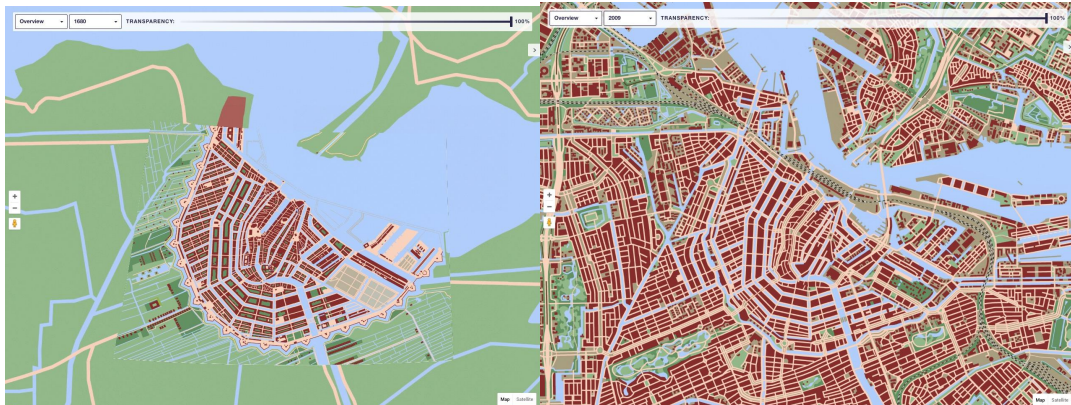 Overview 1680 TRANSPARENCY: 100%
+
−
Map Satellite
Overview 2009 TRANSPARENCY: 100%
+
−
Map Satellite